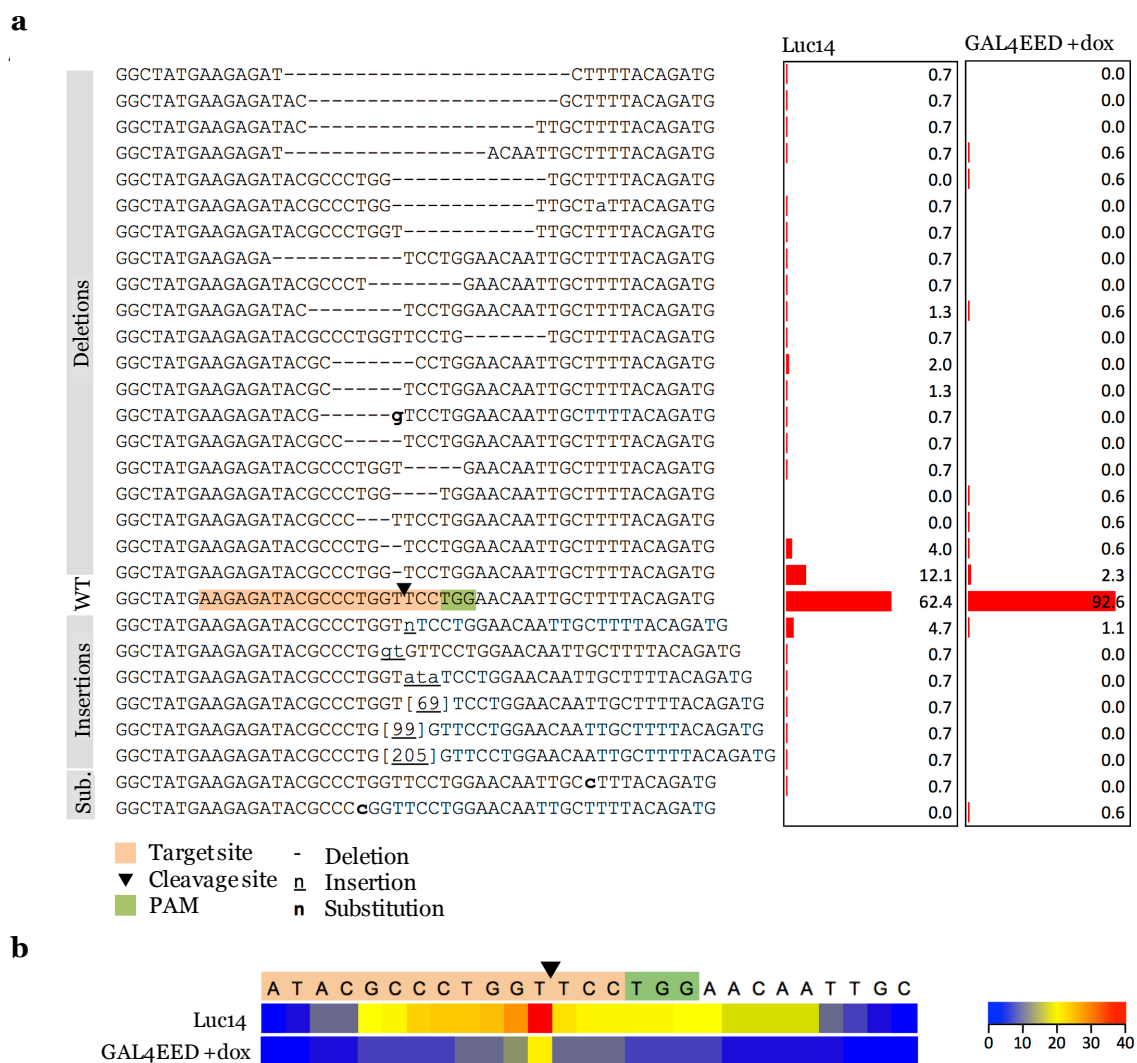 a
Luc14 GAL4EED +dox
Deletions
GGCTATGAAGAGAT------------------------CTTTTACAGATG 0.7 0.0
GGCTATGAAGAGATAC---------------------GCTTTTACAGATG 0.7 0.0
GGCTATGAAGAGATAC-------------------TTGCTTTTACAGATG 0.7 0.0
GGCTATGAAGAGAT-----------------ACAATTGCTTTTACAGATG 0.7 0.6
GGCTATGAAGAGATACGCCCTGG-------------TGCTTTTACAGATG 0.0 0.6
GGCTATGAAGAGATACGCCCTGG------------TTGCTaTTACAGATG 0.7 0.0
GGCTATGAAGAGATACGCCCTGGT-----------TTGCTTTTACAGATG 0.7 0.0
GGCTATGAAGAGA-----------TCCTGGAACAATTGCTTTTACAGATG 0.7 0.0
GGCTATGAAGAGATACGCCCT--------GAACAATTGCTTTTACAGATG 0.7 0.0
GGCTATGAAGAGATAC--------TCCTGGAACAATTGCTTTTACAGATG 1.3 0.6
GGCTATGAAGAGATACGCCCTGGTTCCTG-------TGCTTTTACAGATG 0.7 0.0
GGCTATGAAGAGATACGC-------CCTGGAACAATTGCTTTTACAGATG 2.0 0.0
GGCTATGAAGAGATACGC------TCCTGGAACAATTGCTTTTACAGATG 1.3 0.0
GGCTATGAAGAGATACG------gTCCTGGAACAATTGCTTTTACAGATG 0.7 0.0
GGCTATGAAGAGATACGCC-----TCCTGGAACAATTGCTTTTACAGATG 0.7 0.0
GGCTATGAAGAGATACGCCCTGGT-----GAACAATTGCTTTTACAGATG 0.7 0.0
GGCTATGAAGAGATACGCCCTGG----TGGAACAATTGCTTTTACAGATG 0.0 0.6
GGCTATGAAGAGATACGCCC---TTCCTGGAACAATTGCTTTTACAGATG 0.0 0.6
GGCTATGAAGAGATACGCCCTG--TCCTGGAACAATTGCTTTTACAGATG 4.0 0.6
GGCTATGAAGAGATACGCCCTGG-TCCTGGAACAATTGCTTTTACAGATG 12.1 2.3
WT
GGCTATGAAGAGATACGCCCTGGTTCCTGGAACAATTGCTTTTACAGATG 62.4 92.6
Insertions
GGCTATGAAGAGATACGCCCTGGTnTCCTGGAACAATTGCTTTTACAGATG 4.7 1.1
GGCTATGAAGAGATACGCCCTGgtGTTCCTGGAACAATTGCTTTTACAGATG 0.7 0.0
GGCTATGAAGAGATACGCCCTGGTataTCCTGGAACAATTGCTTTTACAGATG 0.7 0.0
GGCTATGAAGAGATACGCCCTGGT[69]TCCTGGAACAATTGCTTTTACAGATG 0.7 0.0
GGCTATGAAGAGATACGCCCTG[99]GTTCCTGGAACAATTGCTTTTACAGATG 0.7 0.0
GGCTATGAAGAGATACGCCCTG[205]GTTCCTGGAACAATTGCTTTTACAGATG 0.7 0.0
Sub.
GGCTATGAAGAGATACGCCCTGGTTCCTGGAACAATTGCcTTTACAGATG 0.7 0.0
GGCTATGAAGAGATACGCCCcGGTTCCTGGAACAATTGCTTTTACAGATG 0.0 0.6
Target site - Deletion
Cleavage site n Insertion
PAM n Substitution
b
A T A C G C C C T G G T T C C T G G A A C A A T T G C
Luc14
GAL4EED +dox
0 10 20 30 40